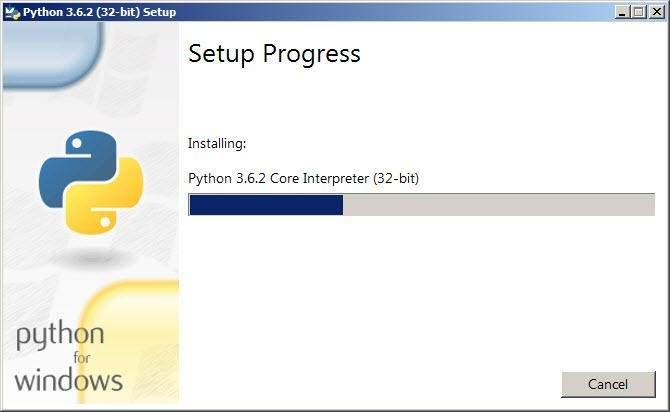 Python 3.6.2 (32-bit) Setup
Setup Progress
Installing:
Python 3.6.2 Core Interpreter (32-bit)
python
for
windows
Cancel